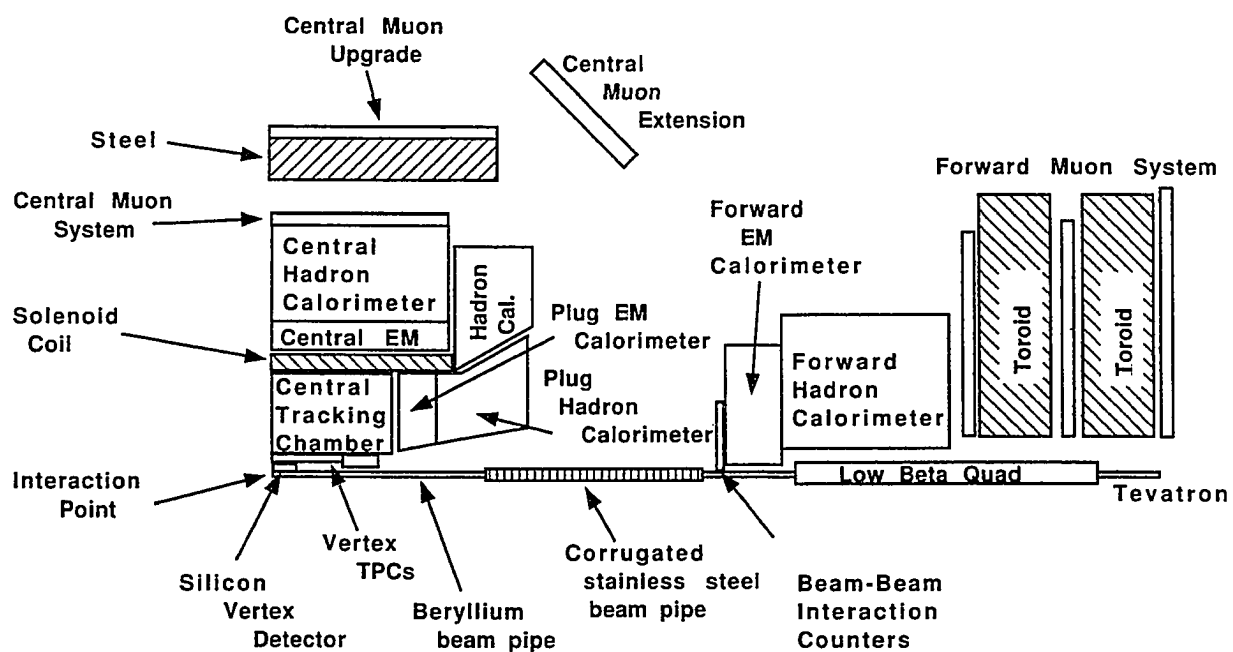 Central Muon
Upgrade
Central
Muon
Extension
Steel
Forward Muon System
Central Muon
System
Forward
EM
Calorimeter
Central
Hadron
Calorimeter
Hadron
Cal.
Toroid
Toroid
Solenoid
Coil
Central EM
Plug EM
Calorimeter
Central
Tracking
Chamber
Plug
Hadron
Calorimeter
Forward
Hadron
Calorimeter
Interaction
Point
Low Beta Quad
Tevatron
Vertex
TPCs
Silicon
Vertex
Detector
Beryllium
beam pipe
Corrugated
stainless steel
beam pipe
Beam-Beam
Interaction
Counters